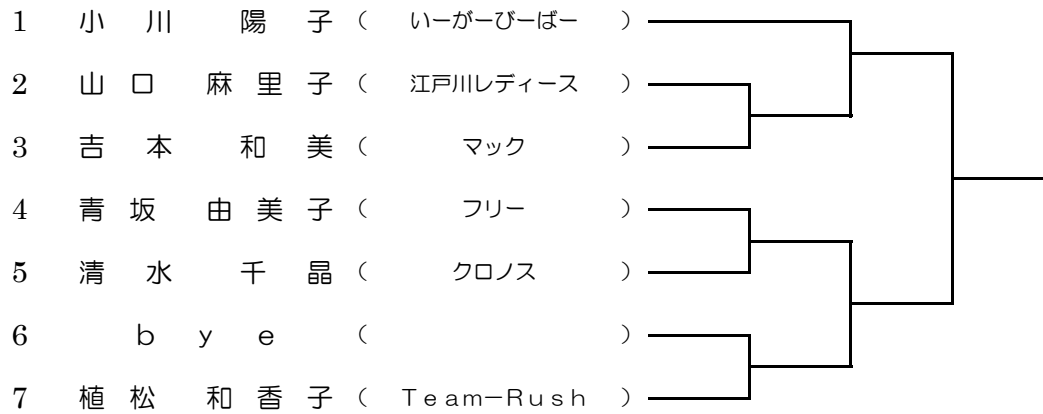 1 小川 陽子 ( いーがーびーばー )
2 山口 麻里子 ( 江戸川レディース )
3 吉本 和美 ( マック )
4 青坂 由美子 ( フリー )
5 清水 千晶 ( クロノス )
6 bye ( )
7 植松 和香子 ( Team-Rush )